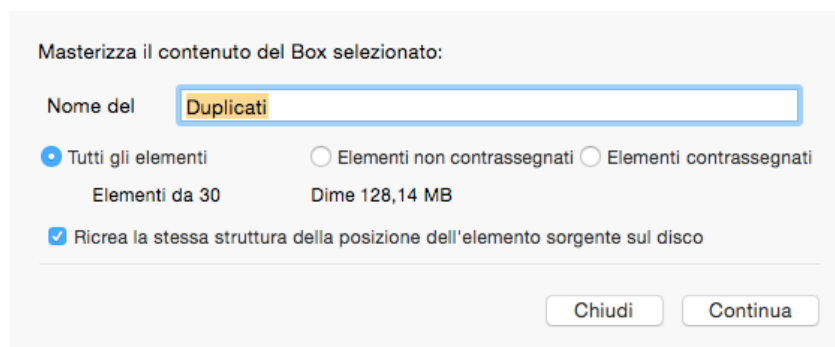 Masterizza il contenuto del Box selezionato:
Nome del Duplicati
Tutti gli elementi Elementi non contrassegnati Elementi contrassegnati
Elementi da 30 Dime 128,14 MB
Ricrea la stessa struttura della posizione dell'elemento sorgente sul disco
Chiudi Continua